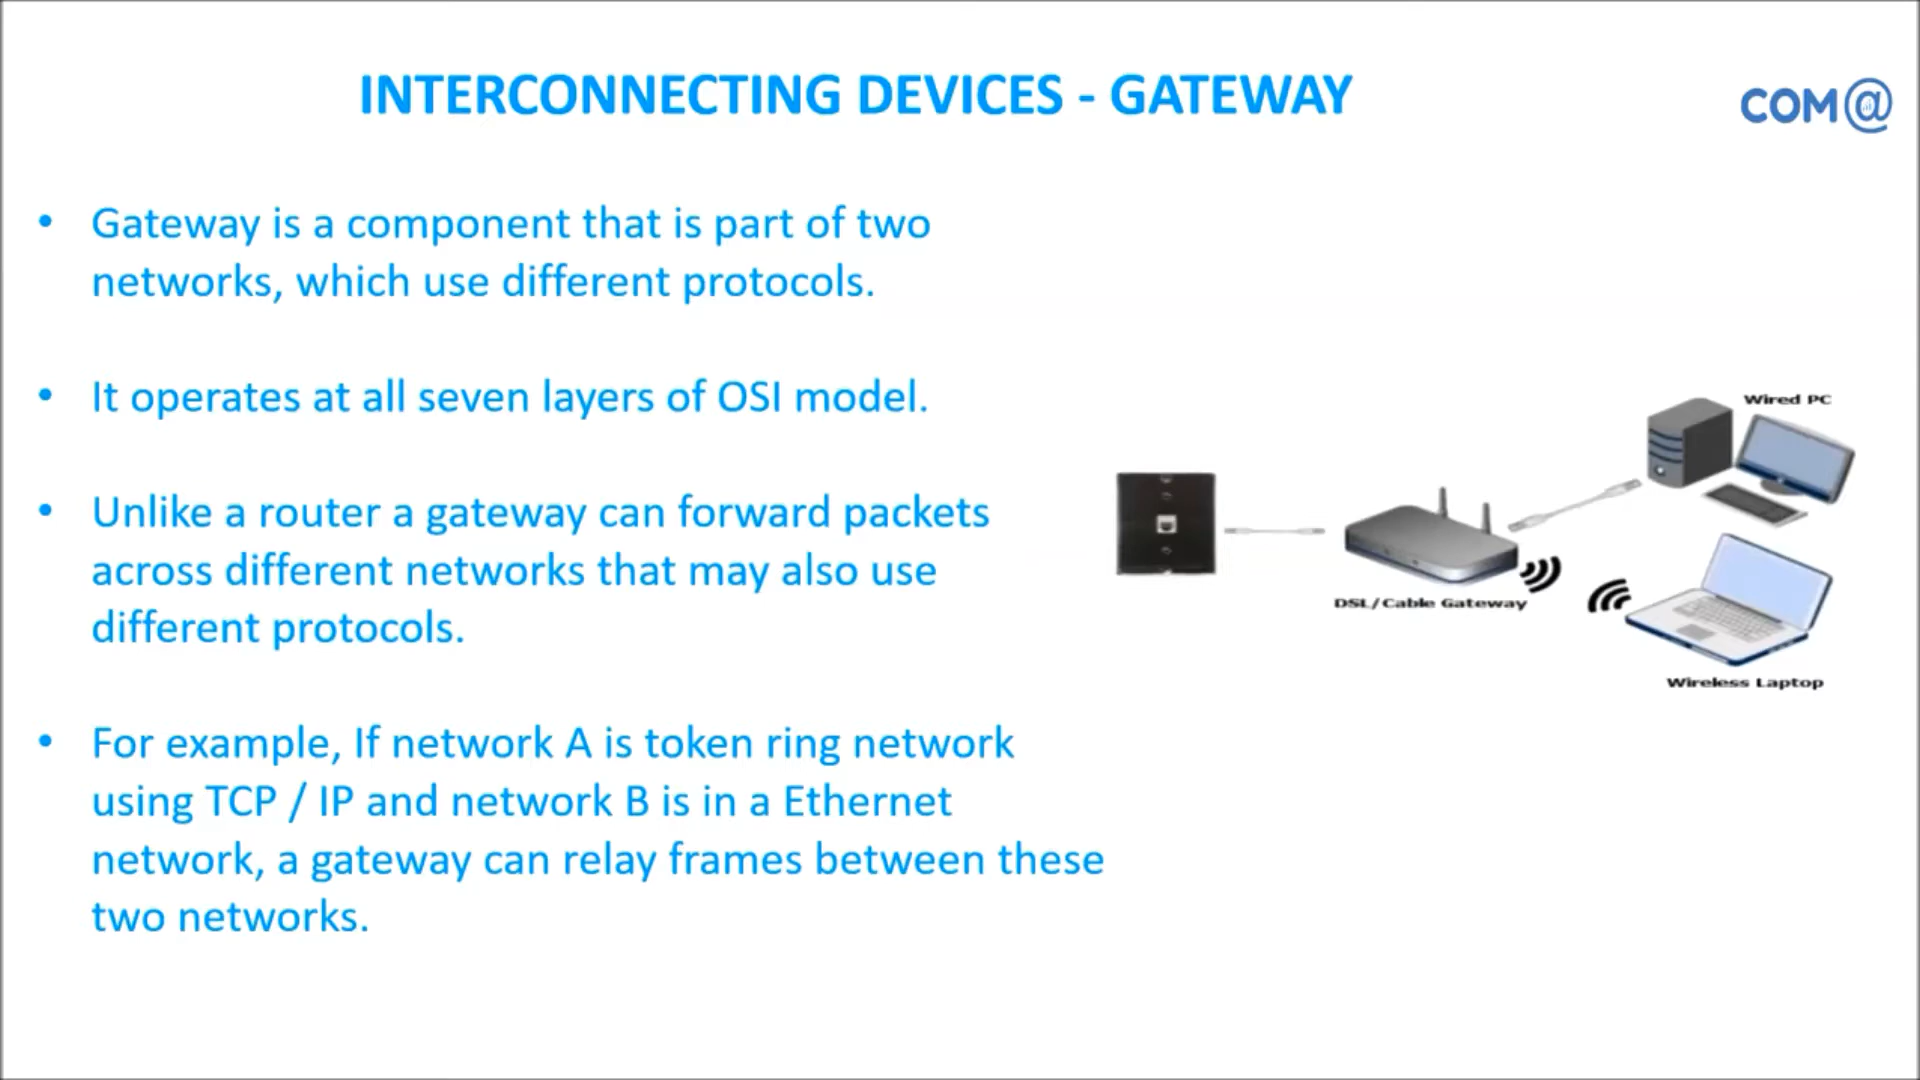 INTERCONNECTING DEVICES - GATEWAY
COM@
• Gateway is a component that is part of two
networks, which use different protocols.
• It operates at all seven layers of OSI model.
• Unlike a router a gateway can forward packets
across different networks that may also use
different protocols.
• For example, If network A is token ring network
using TCP / IP and network B is in a Ethernet
network, a gateway can relay frames between these
two networks.
Wired PC
DSL/Cable Gateway
Wireless Laptop